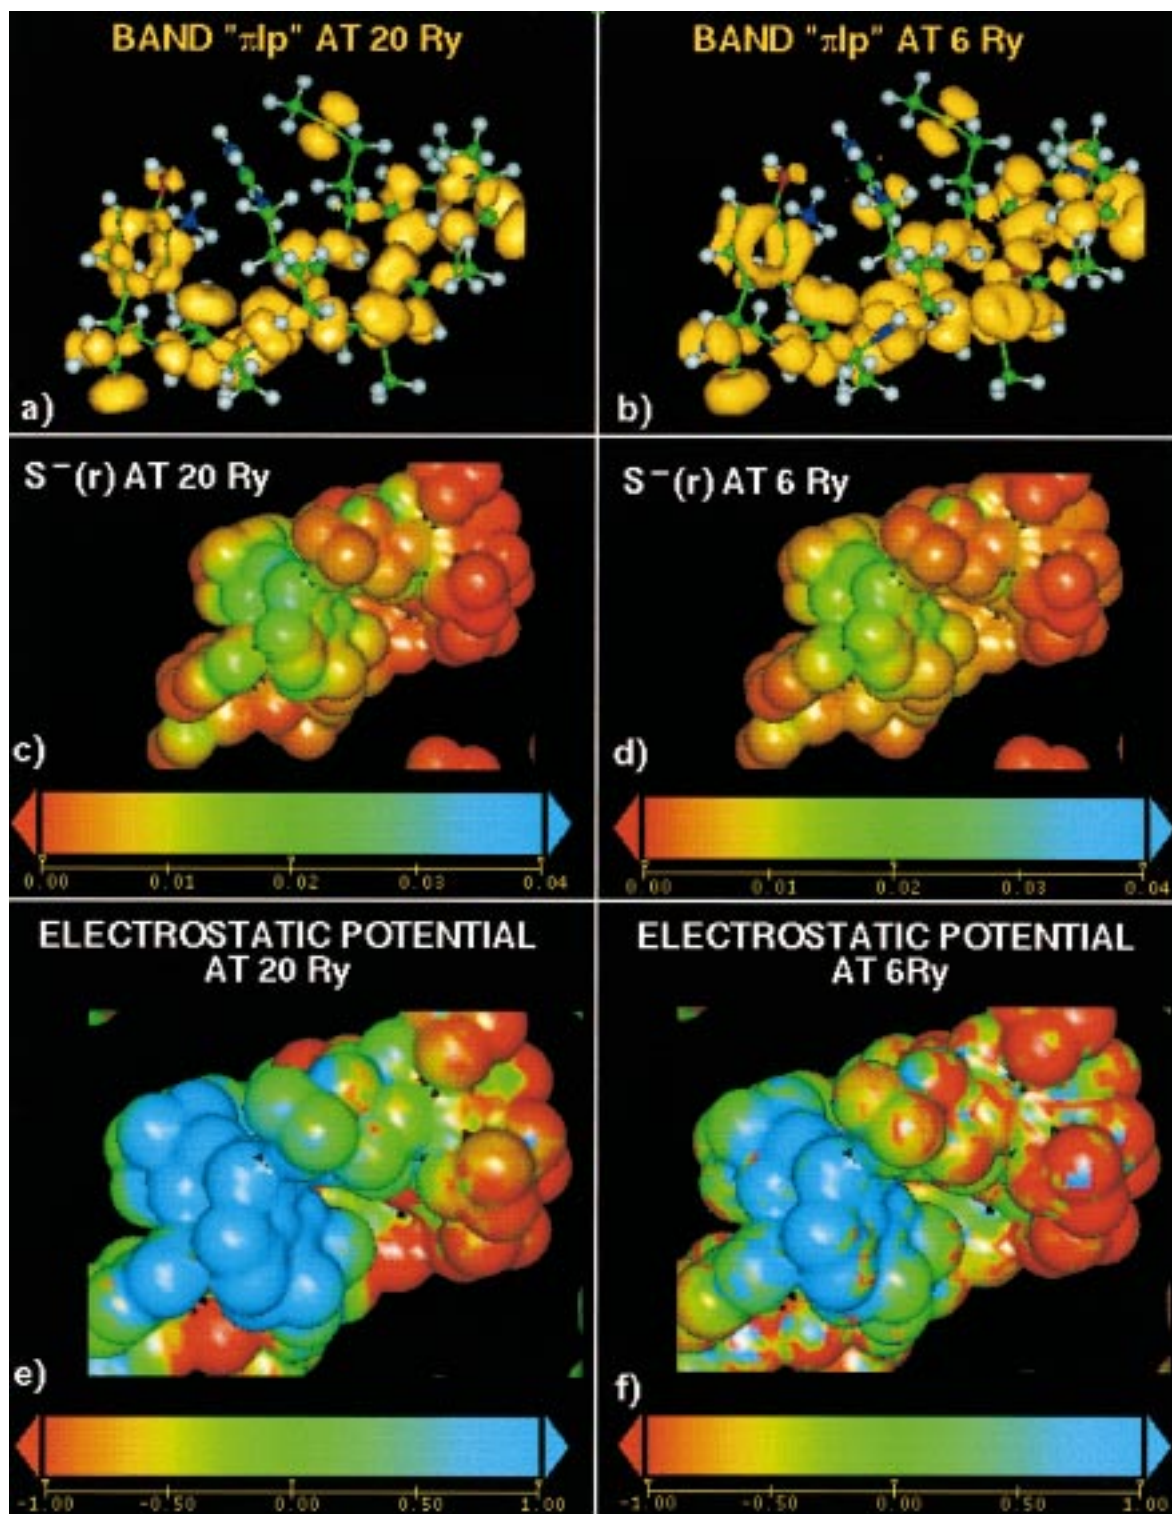 BAND "πlp" AT 20 Ry
BAND "πlp" AT 6 Ry
a)
b)
S⁻(r) AT 20 Ry
S⁻(r) AT 6 Ry
c)
d)
0.00 0.01 0.02 0.03 0.04
0.00 0.01 0.02 0.03 0.04
ELECTROSTATIC POTENTIAL
AT 20 Ry
ELECTROSTATIC POTENTIAL
AT 6Ry
e)
f)
-1.00 -0.50 0.00 0.50 1.00
-1.00 -0.50 0.00 0.50 1.00